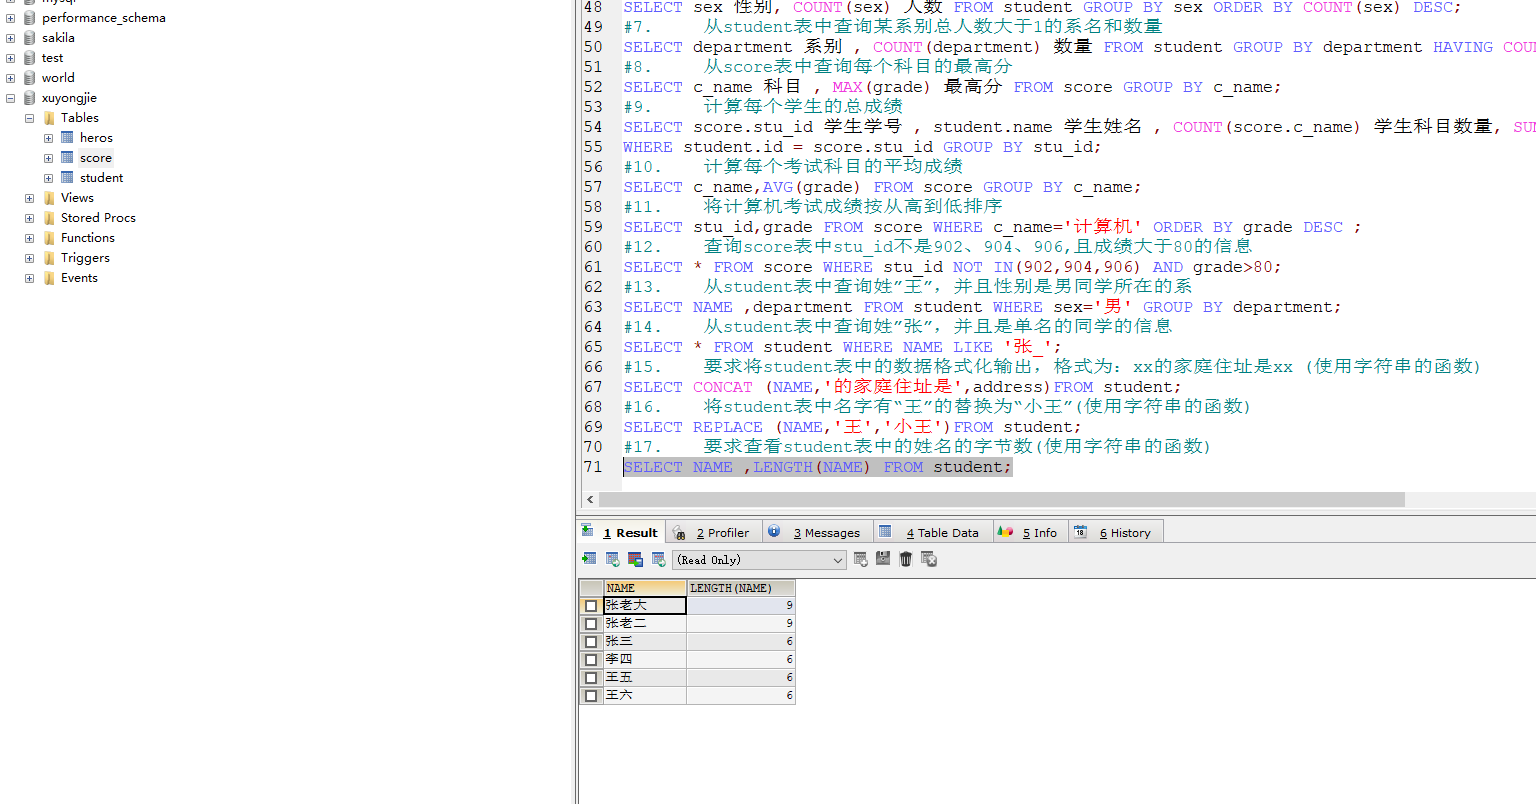 mysql
performance_schema
sakila
test
world
xuyongjie
Tables
heros
score
student
Views
Stored Procs
Functions
Triggers
Events
48 SELECT sex 性别, COUNT(sex) 人数 FROM student GROUP BY sex ORDER BY COUNT(sex) DESC;
49 #7. 从student表中查询某系别总人数大于1的系名和数量
50 SELECT department 系别 , COUNT(department) 数量 FROM student GROUP BY department HAVING COUN
51 #8. 从score表中查询每个科目的最高分
52 SELECT c_name 科目 , MAX(grade) 最高分 FROM score GROUP BY c_name;
53 #9. 计算每个学生的总成绩
54 SELECT score.stu_id 学生学号 , student.name 学生姓名 , COUNT(score.c_name) 学生科目数量, SUM
55 WHERE student.id = score.stu_id GROUP BY stu_id;
56 #10. 计算每个考试科目的平均成绩
57 SELECT c_name,AVG(grade) FROM score GROUP BY c_name;
58 #11. 将计算机考试成绩按从高到低排序
59 SELECT stu_id,grade FROM score WHERE c_name='计算机' ORDER BY grade DESC ;
60 #12. 查询score表中stu_id不是902、904、906,且成绩大于80的信息
61 SELECT * FROM score WHERE stu_id NOT IN(902,904,906) AND grade>80;
62 #13. 从student表中查询姓”王”，并且性别是男同学所在的系
63 SELECT NAME ,department FROM student WHERE sex='男' GROUP BY department;
64 #14. 从student表中查询姓”张”，并且是单名的同学的信息
65 SELECT * FROM student WHERE NAME LIKE '张_';
66 #15. 要求将student表中的数据格式化输出，格式为：xx的家庭住址是xx (使用字符串的函数)
67 SELECT CONCAT (NAME,'的家庭住址是',address)FROM student;
68 #16. 将student表中名字有“王”的替换为“小王”(使用字符串的函数)
69 SELECT REPLACE (NAME,'王','小王')FROM student;
70 #17. 要求查看student表中的姓名的字节数(使用字符串的函数)
71 SELECT NAME ,LENGTH(NAME) FROM student;
1 Result 2 Profiler 3 Messages 4 Table Data 5 Info 6 History
(Read Only)
NAME LENGTH(NAME)
张老大 9
张老二 9
张三 6
李四 6
王五 6
王六 6